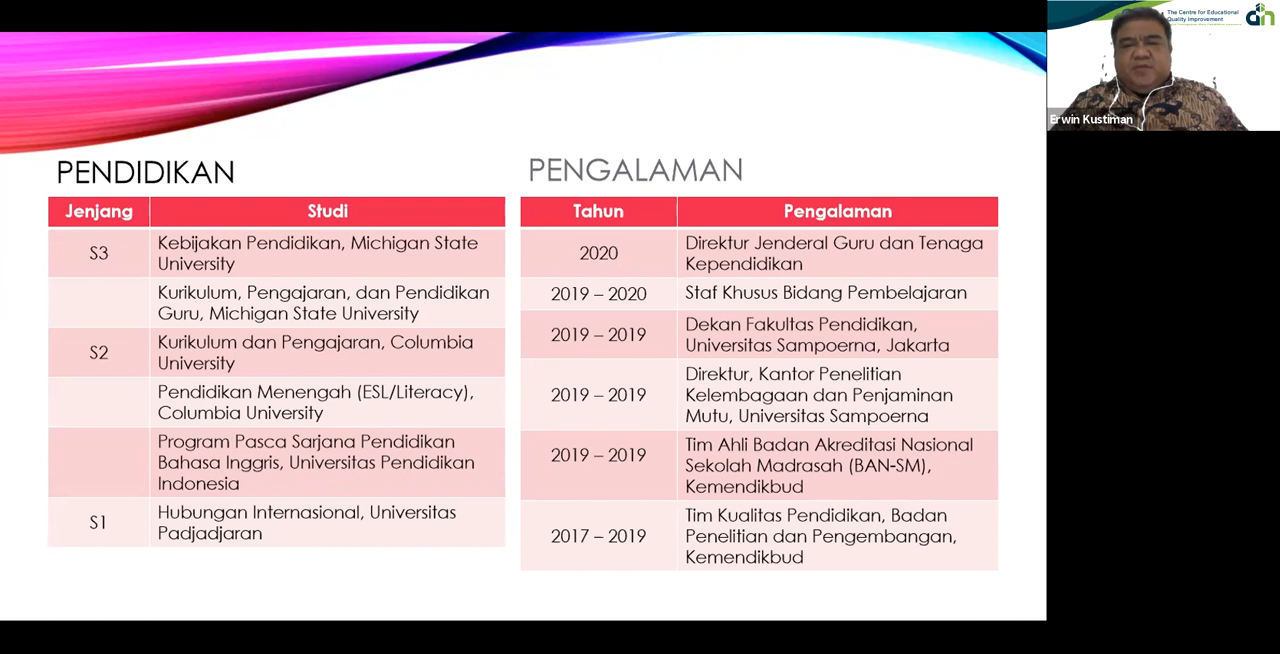 The Centre for Educational
Quality Improvement
Erwin Kustiman
PENDIDIKAN
Jenjang Studi
S3 Kebijakan Pendidikan, Michigan State
University
Kurikulum, Pengajaran, dan Pendidikan
Guru, Michigan State University
S2 Kurikulum dan Pengajaran, Columbia
University
Pendidikan Menengah (ESL/Literacy),
Columbia University
Program Pasca Sarjana Pendidikan
Bahasa Inggris, Universitas Pendidikan
Indonesia
S1 Hubungan Internasional, Universitas
Padjadjaran
PENGALAMAN
Tahun Pengalaman
2020 Direktur Jenderal Guru dan Tenaga
Kependidikan
2019 – 2020 Staf Khusus Bidang Pembelajaran
2019 – 2019 Dekan Fakultas Pendidikan,
Universitas Sampoerna, Jakarta
2019 – 2019 Direktur, Kantor Penelitian
Kelembagaan dan Penjaminan
Mutu, Universitas Sampoerna
2019 – 2019 Tim Ahli Badan Akreditasi Nasional
Sekolah Madrasah (BAN-SM),
Kemendikbud
2017 – 2019 Tim Kualitas Pendidikan, Badan
Penelitian dan Pengembangan,
Kemendikbud